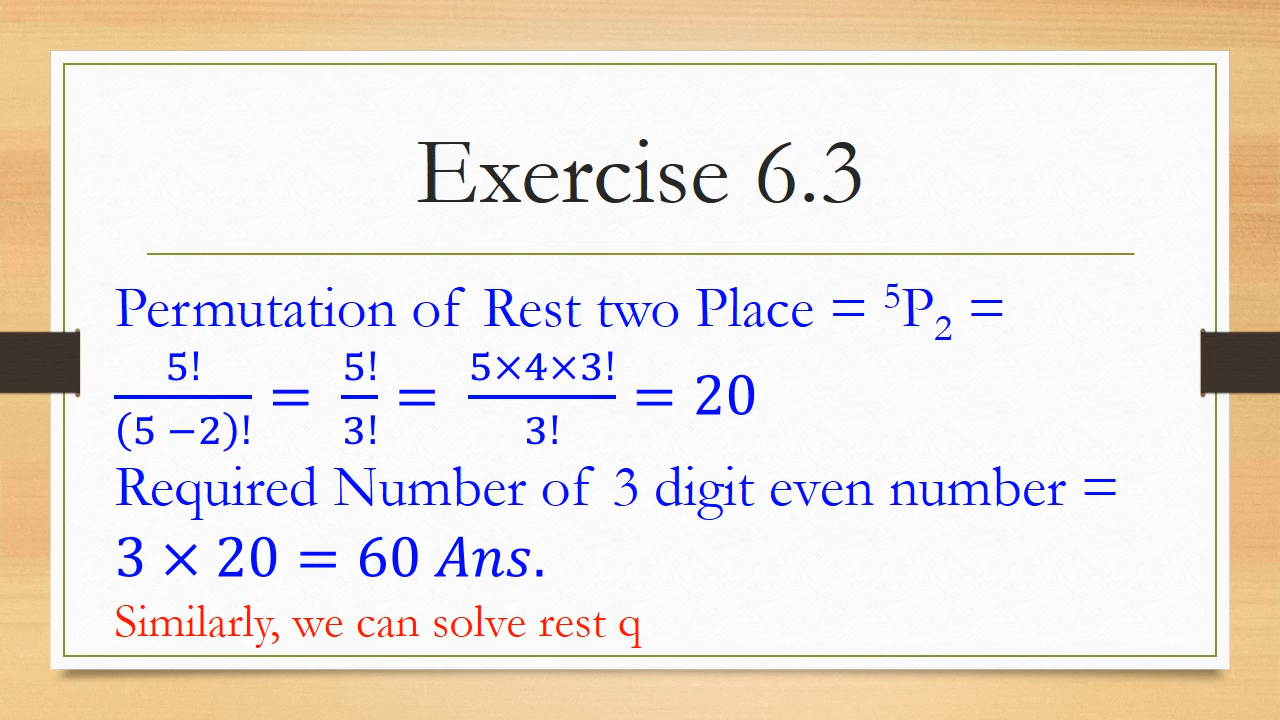 Exercise 6.3
Permutation of Rest two Place = ⁵P₂ =
5!/(5 −2)! = 5!/3! = 5×4×3!/3! = 20
Required Number of 3 digit even number =
3 × 20 = 60 Ans.
Similarly, we can solve rest q